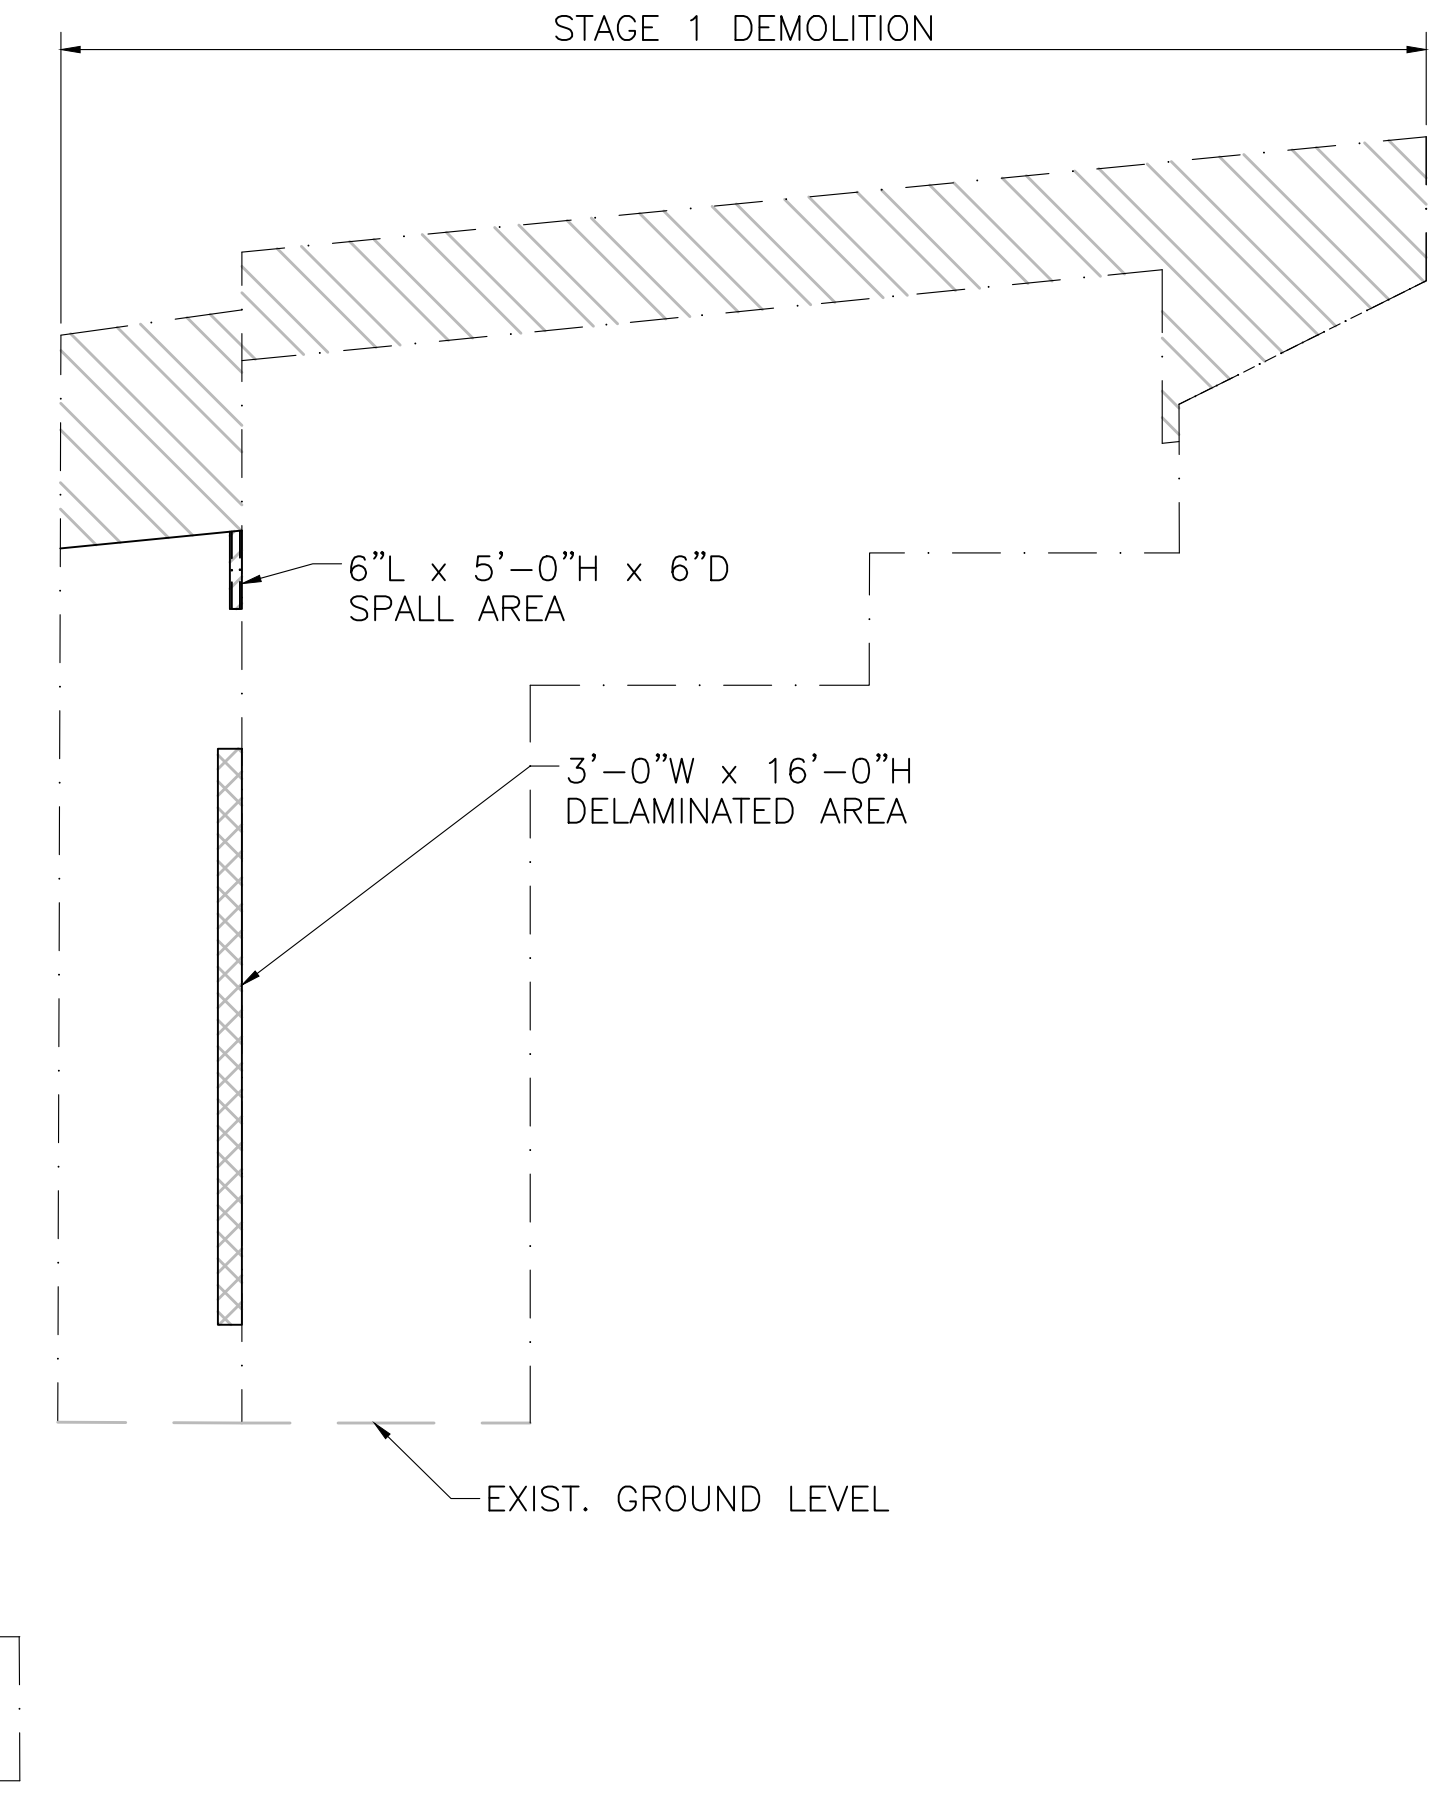 STAGE 1 DEMOLITION
6”L x 5’-0”H x 6”D
SPALL AREA
3’-0”W x 16’-0”H
DELAMINATED AREA
EXIST. GROUND LEVEL